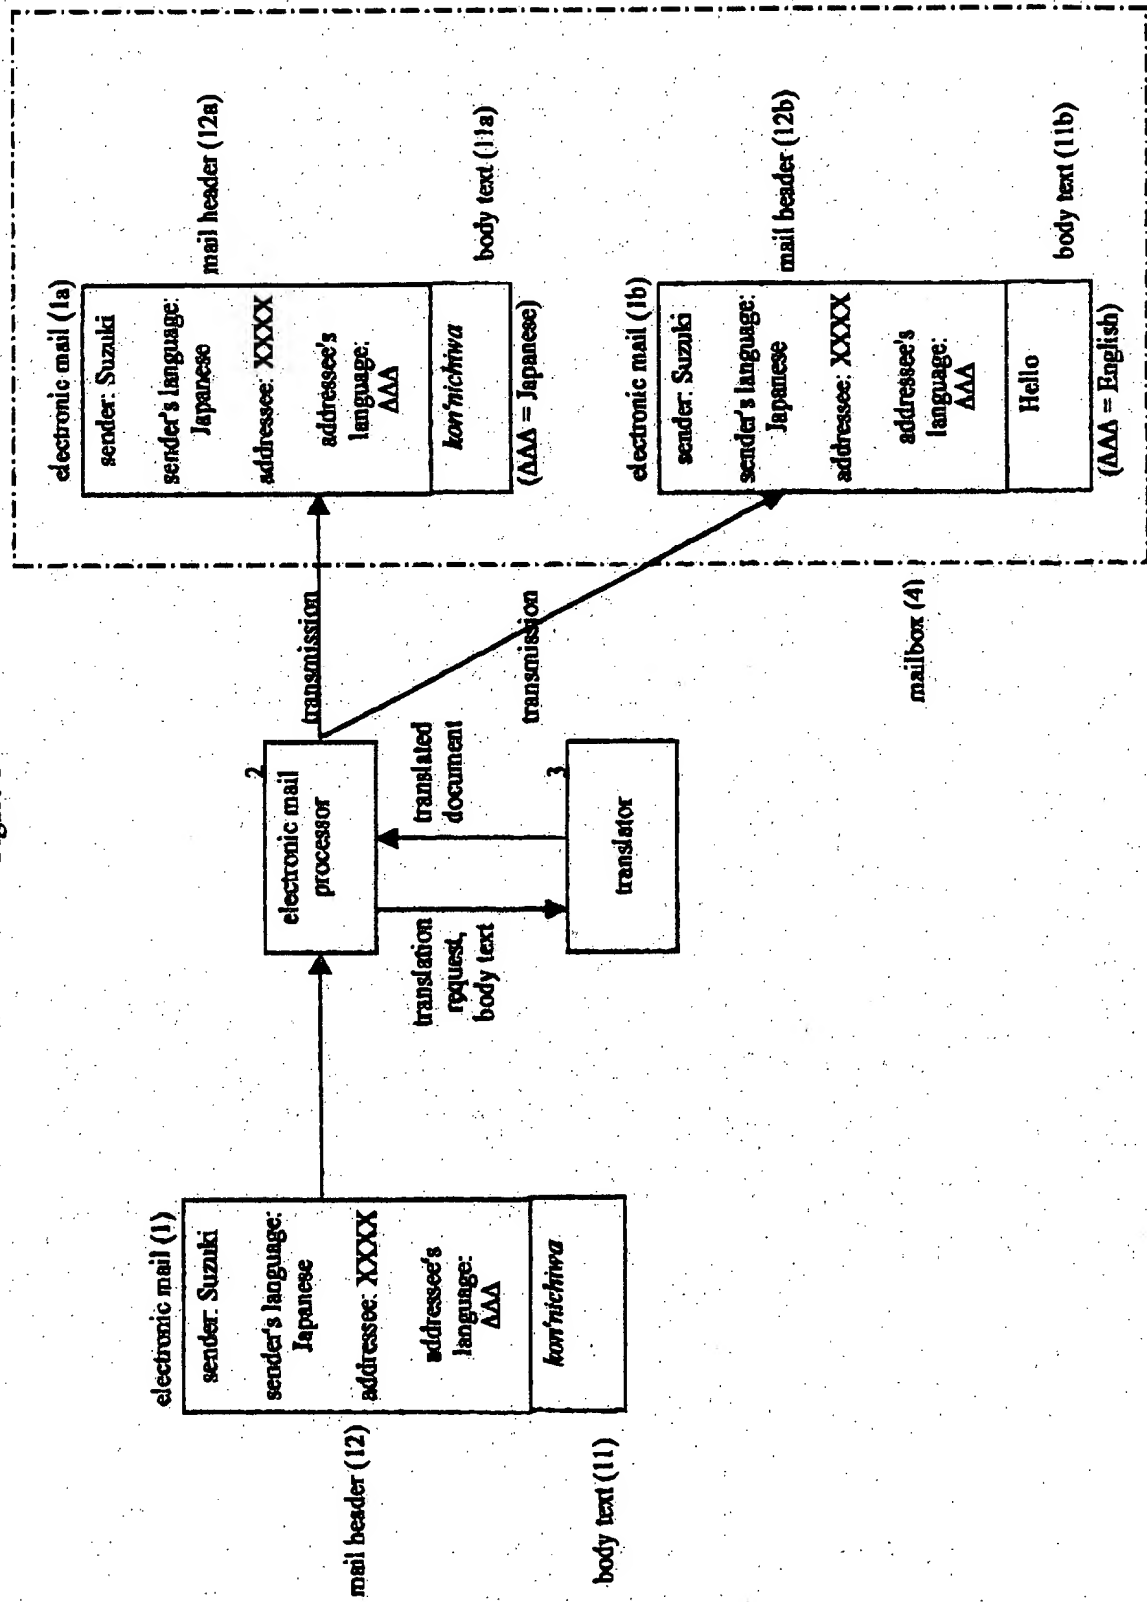 electronic mail (1)
sender: Suzuki
sender's language:
Japanese
addressee: XXXX
addressee's
language:
ΔΔΔ
kon'nichiwa
mail header (12)
body text (11)
2
electronic mail
processor
translation
request,
body text
translated
document
3
translator
transmission
transmission
mailbox (4)
electronic mail (1a)
sender: Suzuki
sender's language:
Japanese
addressee: XXXX
addressee's
language:
ΔΔΔ
kon'nichiwa
(ΔΔΔ = Japanese)
mail header (12a)
body text (11a)
electronic mail (1b)
sender: Suzuki
sender's language:
Japanese
addressee: XXXX
addressee's
language:
ΔΔΔ
Hello
(ΔΔΔ = English)
mail header (12b)
body text (11b)